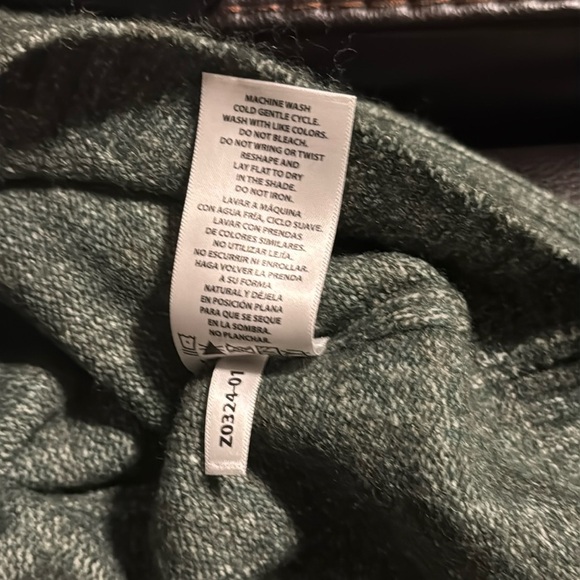 MACHINE WASH
COLD GENTLE CYCLE.
WASH WITH LIKE COLORS.
DO NOT BLEACH.
DO NOT WRING OR TWIST
RESHAPE AND
LAY FLAT TO DRY
IN THE SHADE.
DO NOT IRON.
LAVAR A MÁQUINA
CON AGUA FRÍA, CICLO SUAVE.
LAVAR CON PRENDAS
DE COLORES SIMILARES.
NO UTILIZAR LEJÍA.
NO ESCURRIR NI ENROLLAR.
HAGA VOLVER LA PRENDA
A SU FORMA
NATURAL Y DÉJELA
EN POSICIÓN PLANA
PARA QUE SE SEQUE
EN LA SOMBRA.
NO PLANCHAR.
Z0324-01